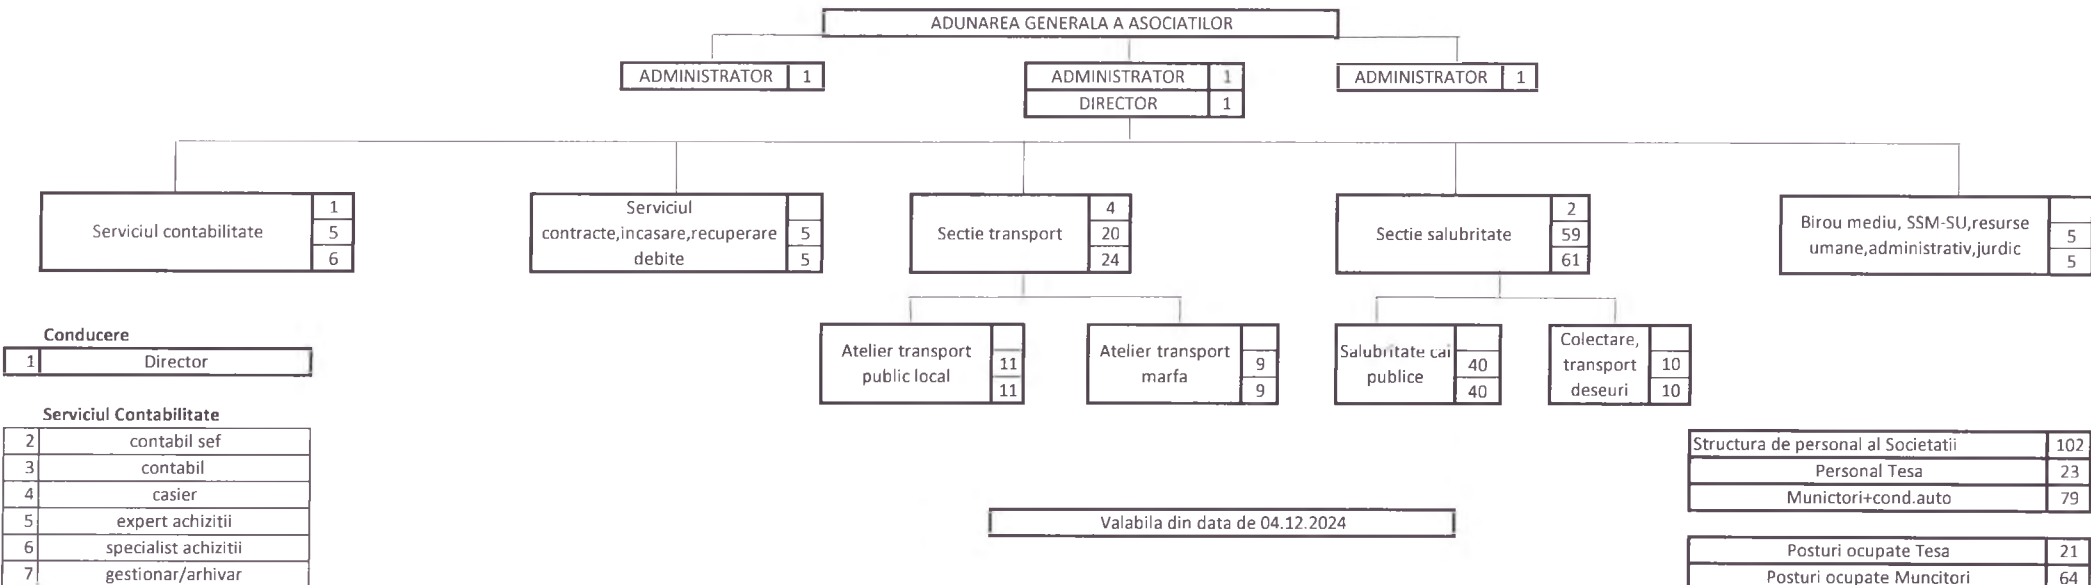 ADUNAREA GENERALA A ASOCIATILOR
ADMINISTRATOR 1
ADMINISTRATOR 1
DIRECTOR 1
ADMINISTRATOR 1
Serviciul contabilitate
1
5
6
Serviciul
contracte,incasare,recuperare
debite
5
5
Sectie transport
4
20
24
Sectie salubritate
2
59
61
Birou mediu, SSM-SU,resurse
umane,administrativ,jurdic
5
5
Atelier transport
public local
11
11
Atelier transport
marfa
9
9
Salubritate cai
publice
40
40
Colectare,
transport
deseuri
10
10
Conducere
1 Director
Serviciul Contabilitate
2 contabil sef
3 contabil
4 casier
5 expert achizitii
6 specialist achizitii
7 gestionar/arhivar
Valabila din data de 04.12.2024
Structura de personal al Societatii 102
Personal Tesa 23
Munictori+cond.auto 79
Posturi ocupate Tesa 21
Posturi ocupate Muncitori 64